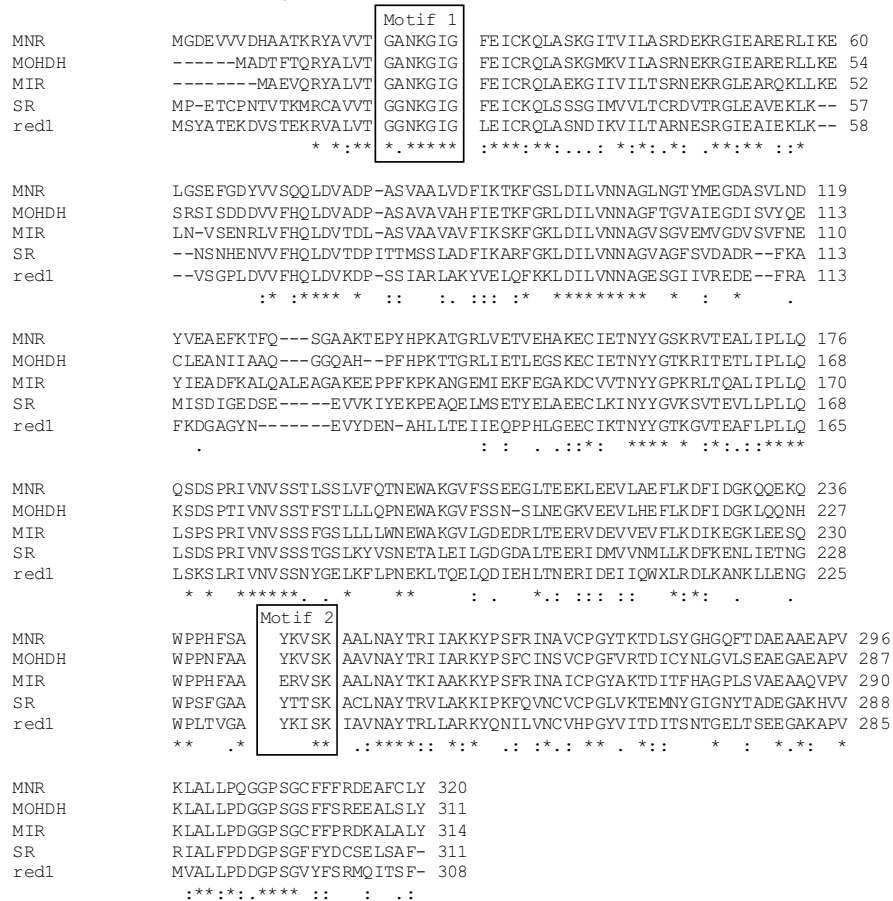 Motif 1
MNR MGDEVVVDHAATKRYAVVT GANKGIG FEICKQLASKGITVILASRDEKRGIEARERLIKE 60
MOHDH ------MADTFTQRYALVT GANKGIG FEICKQLASKGMKVILASRNEKRGIEARERLLKE 54
MIR --------MAEVQRYALVT GANKGIG FEICKQLAEKGIIVILTSRNEKRGLEARQKLLKE 52
SR MP-ETCPNTVTKMRCAVVT GGNKGIG FEICKQLSSSGIMVVLTCRDVTRGLEAVEKLK-- 57
red1 MSYATEKDVSTEKRVALVT GGNKGIG LEICRQLASNDIKVILTARNESRGIEAIEKLK-- 58
* *:** *.***** :***:**:...: *:*:.*: .**:** ::*
MNR LGSEFGDYVVSQQLDVADP-ASVAALVDFIKTKFGSLDILVNNAGLNGTYMEGDASVLND 119
MOHDH SRSISDDDVVFHQLDVADP-ASAVAVAHFIETKFGRLDILVNNAGFTGVAIEGDISVYQE 113
MIR LN-VSENRLVFHQLDVTDL-ASVAAVAVFIKSKFGKLDILVNNAGVSGVEMVGDVSVFNE 110
SR --NSNHENVVFHQLDVTDPITTMSSLADFIKARFGKLDILVNNAGVAGFSVDADR--FKA 113
red1 --VSGPLDVVFHQLDVKDP-SSIARLAKYVELQFKKLDILVNNAGESGIIVREDE--FRA 113
:* :**** * :: :. ::: :* ********* * : * .
MNR YVEAEFKTFQ---SGAAKTEPYHPKATGRLVETVEHAKECIETNYYGSKRVTEALIPLLQ 176
MOHDH CLEANIIAAQ---GGQAH--PFHPKTTGRLIETLEGSKECIETNYYGTKRITETLIPLLQ 168
MIR YIEADFKALQALEAGAKEEPPFKPKANGEMIEKFEGAKDCVVTNYYGPKRLTQALIPLLQ 170
SR MISDIGEDSE-----EVVKIYEKPEAQELMSETYELAEECLKINYYGVKSVTEVLLPLLQ 168
red1 FKDGAGYN-------EVYDEN-AHLLTEIIEQPPHLGEECIKTNYYGTKGVTEAFLPLLQ 165
. : : . .::*: **** * :*:.::****
MNR QSDSPRIVNVSSTLSSLVFQTNEWAKGVFSSEEGLTEEKLEEVLAEFLKDFIDGKQQEKQ 236
MOHDH KSDSPTIVNVSSTFSTLLLQPNEWAKGVFSSN-SLNEGKVEEVLHEFLKDFIDGKLQQNH 227
MIR LSPSPRIVNVSSSFGSLLLLWNEWAKGVLGDEDRLTEERVDEVVEVFLKDIKEGKLEESQ 230
SR LSDSPRIVNVSSSTGSLKYVSNETALEILGDGDALTEERIDMVVNMLLKDFKENLIETNG 228
red1 LSKSLRIVNVSSNYGELKFLPNEKLTQELQDIEHLTNERIDEIIQWXLRDLKANKLLENG 225
* * ******. . * ** : . *.: ::: :: *:*: . .
Motif 2
MNR WPPHFSA YKVSK AALNAYTRIIAKKYPSFRINAVCPGYTKTDLSYGHGQFTDAEAAEAPV 296
MOHDH WPPNFAA YKVSK AAVNAYTRIIARKYPSFCINSVCPGFVRTDICYNLGVLSEAEGAEAPV 287
MIR WPPHFAA ERVSK AALNAYTKIAAKKYPSFRINAICPGYAKTDITFHAGPLSVAEAAQVPV 290
SR WPSFGAA YTTSK ACLNAYTRVLAKKIPKFQVNCVCPGLVKTEMNYGIGNYTADEGAKHVV 288
red1 WPLTVGA YKISK IAVNAYTRLLARKYQNILVNCVHPGYVITDITSNTGELTSEEGAKAPV 285
** .* ** .:****:: *:* .: :*.: ** . *:: * : *.*: *
MNR KLALLPQGGPSGCFFFRDEAFCLY 320
MOHDH KLALLPDGGPSGSFFSREEALSLY 311
MIR KLALLPDGGPSGCFFPRDKALALY 314
SR RIALFPDDGPSGFFYDCSELSAF- 311
red1 MVALLPDDGPSGVYFSRMQITSF- 308
:**:*:.**** :: : .: